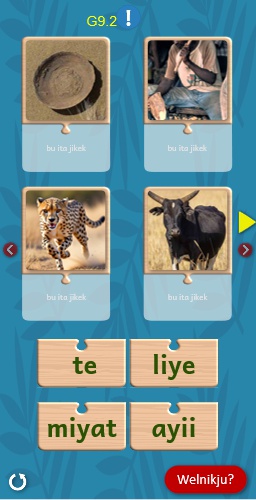 G9.2 !
bu ita jikek
bu ita jikek
bu ita jikek
bu ita jikek
te
liye
miyat
ayii
Welnikju?